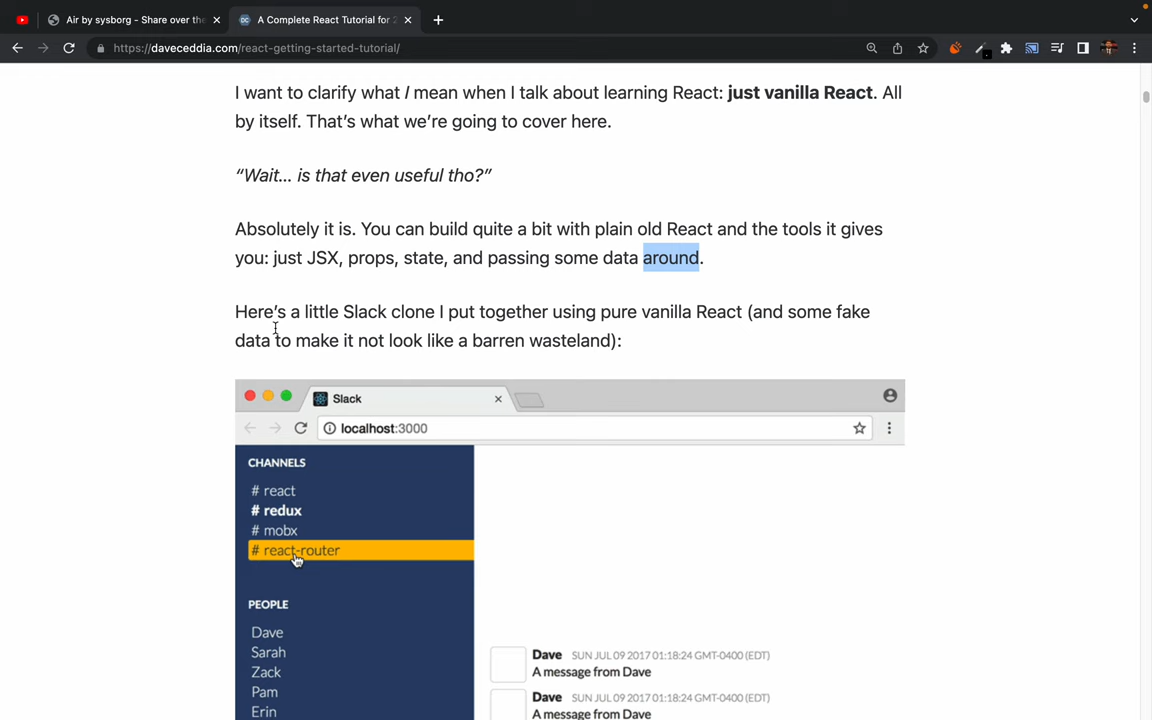 Air by sysborg - Share over the
A Complete React Tutorial for 2
https://daveceddia.com/react-getting-started-tutorial/
I want to clarify what I mean when I talk about learning React: just vanilla React. All
by itself. That's what we're going to cover here.
“Wait… is that even useful tho?”
Absolutely it is. You can build quite a bit with plain old React and the tools it gives
you: just JSX, props, state, and passing some data around.
Here's a little Slack clone I put together using pure vanilla React (and some fake
data to make it not look like a barren wasteland):
Slack
localhost:3000
CHANNELS
# react
# redux
# mobx
# react-router
PEOPLE
Dave
Sarah
Zack
Pam
Erin
Dave SUN JUL 09 2017 01:18:24 GMT-0400 (EDT)
A message from Dave
Dave SUN JUL 09 2017 01:18:24 GMT-0400 (EDT)
A message from Dave